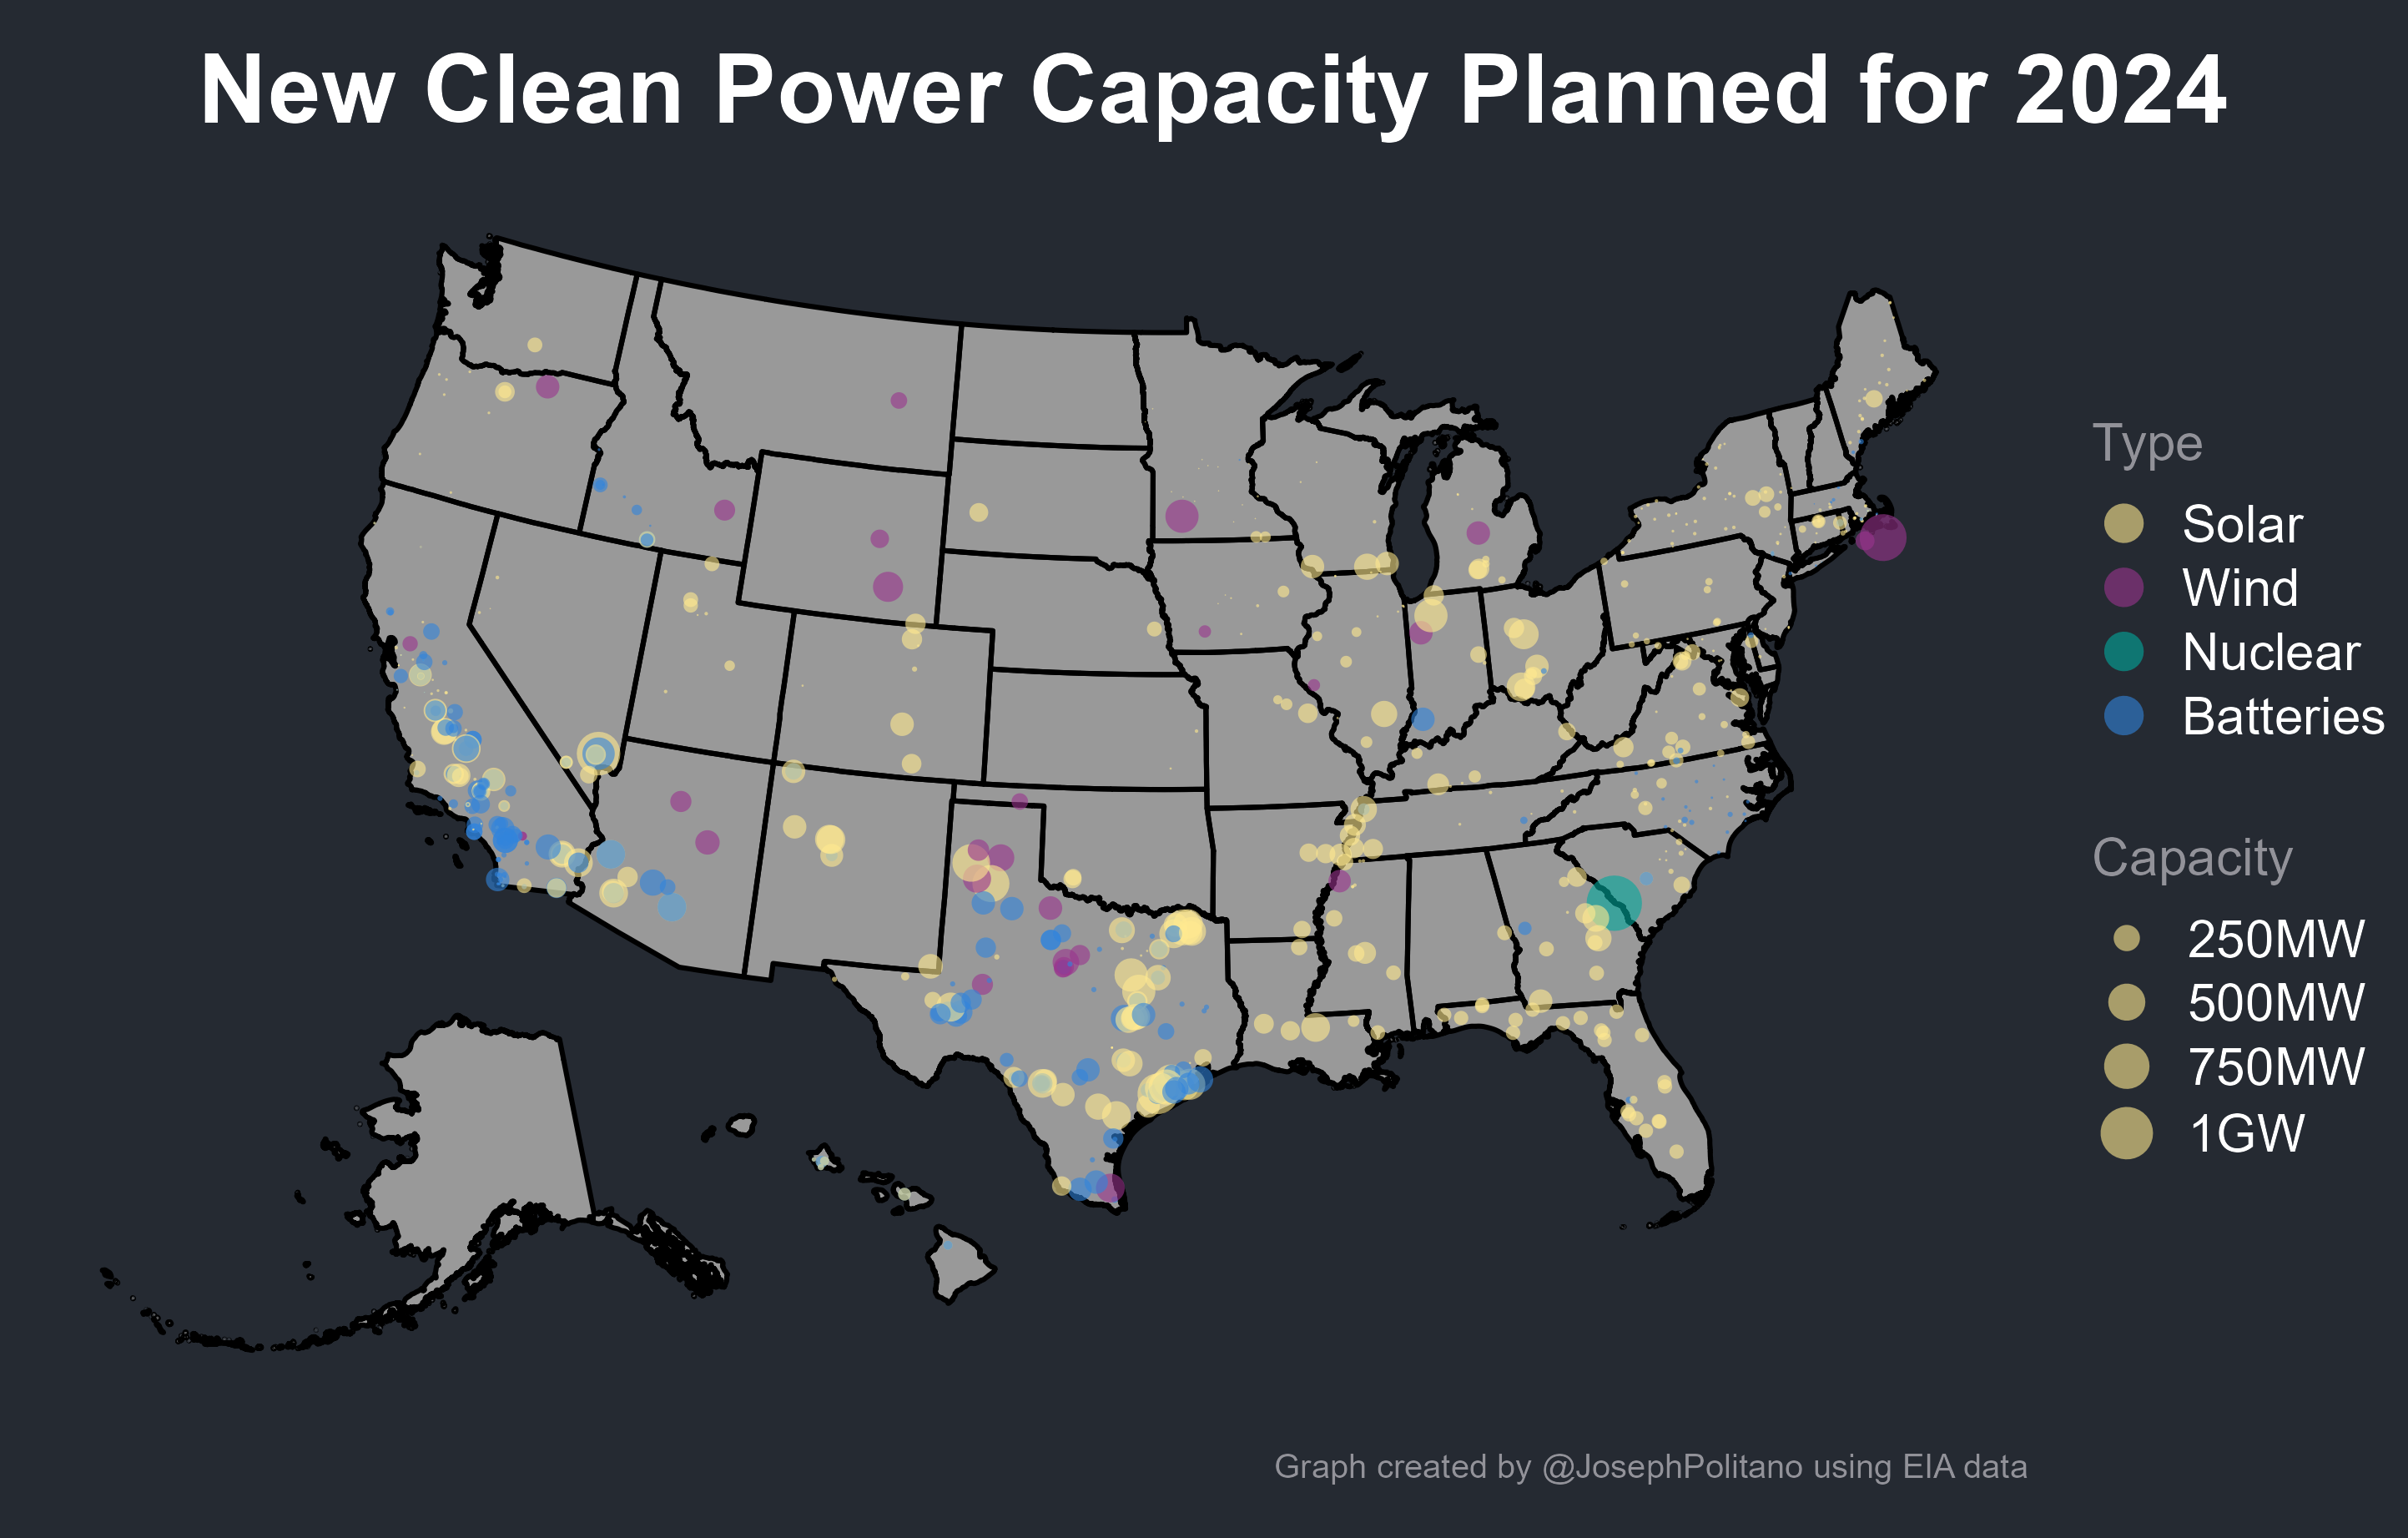 New Clean Power Capacity Planned for 2024
Type
Solar
Wind
Nuclear
Batteries
Capacity
250MW
500MW
750MW
1GW
Graph created by @JosephPolitano using EIA data